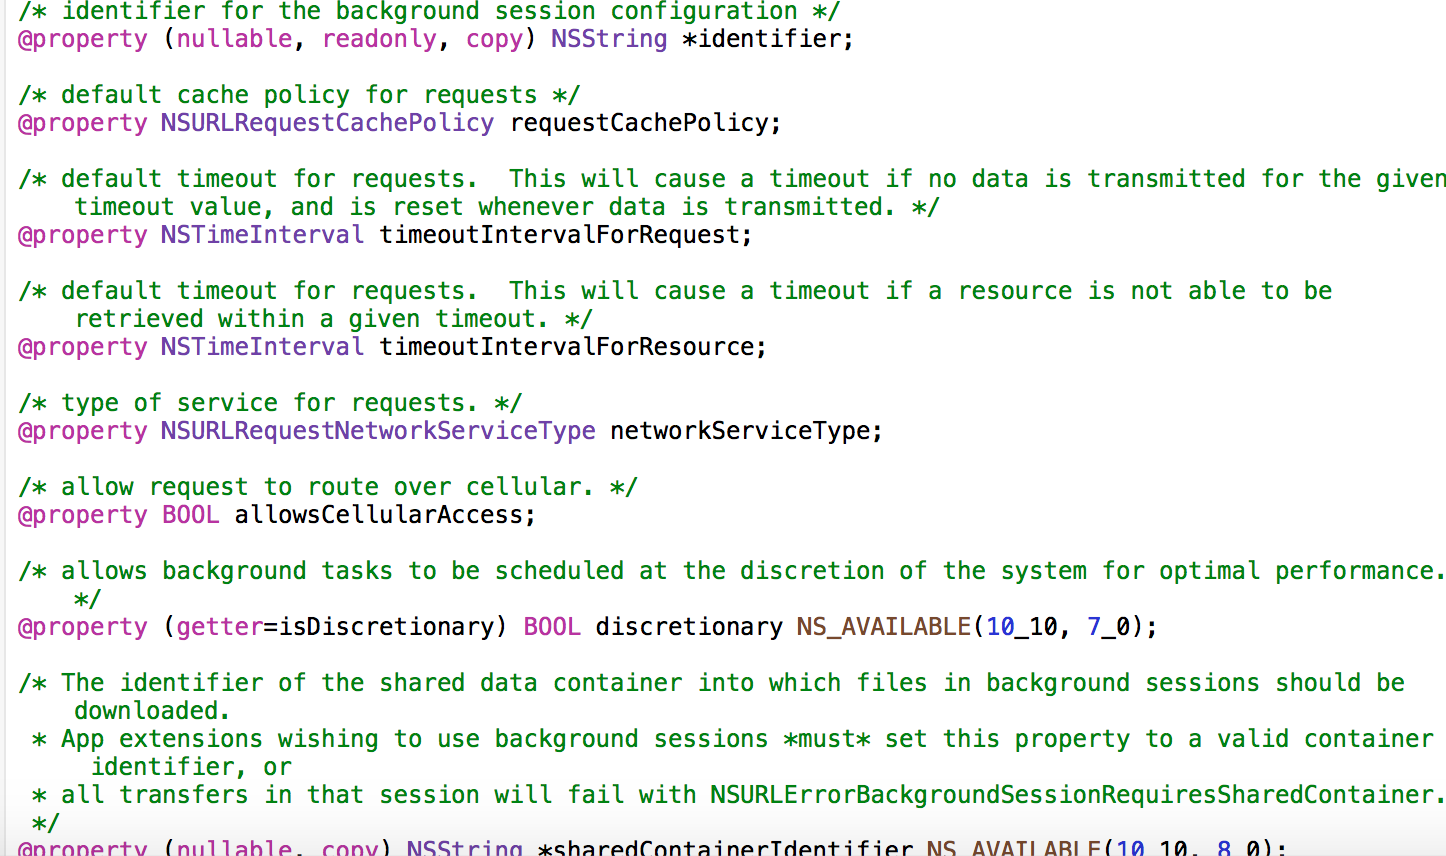 /* identifier for the background session configuration */
@property (nullable, readonly, copy) NSString *identifier;
/* default cache policy for requests */
@property NSURLRequestCachePolicy requestCachePolicy;
/* default timeout for requests.  This will cause a timeout if no data is transmitted for the given
timeout value, and is reset whenever data is transmitted. */
@property NSTimeInterval timeoutIntervalForRequest;
/* default timeout for requests.  This will cause a timeout if a resource is not able to be
retrieved within a given timeout. */
@property NSTimeInterval timeoutIntervalForResource;
/* type of service for requests. */
@property NSURLRequestNetworkServiceType networkServiceType;
/* allow request to route over cellular. */
@property BOOL allowsCellularAccess;
/* allows background tasks to be scheduled at the discretion of the system for optimal performance.
*/
@property (getter=isDiscretionary) BOOL discretionary NS_AVAILABLE(10_10, 7_0);
/* The identifier of the shared data container into which files in background sessions should be
downloaded.
* App extensions wishing to use background sessions *must* set this property to a valid container
identifier, or
* all transfers in that session will fail with NSURLErrorBackgroundSessionRequiresSharedContainer.
*/
@property (nullable, copy) NSString *sharedContainerIdentifier NS_AVAILABLE(10_10, 8_0);